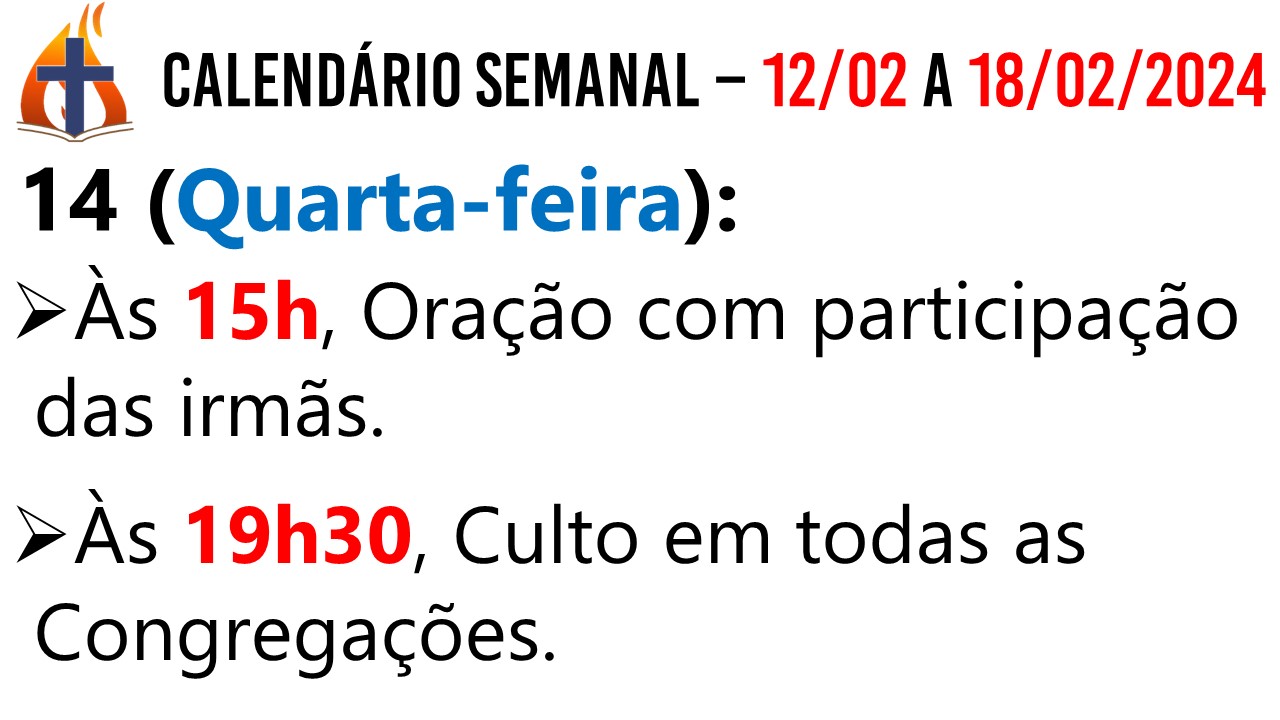 CALENDÁRIO SEMANAL – 12/02 A 18/02/2024
14 (Quarta-feira):
➢Às 15h, Oração com participação
das irmãs.
➢Às 19h30, Culto em todas as
Congregações.